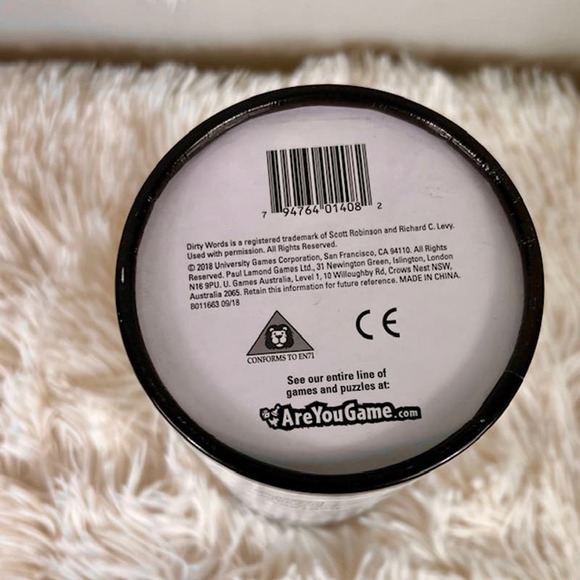 7 94764 01408 2
Dirty Words is a registered trademark of Scott Robinson and Richard C. Levy.
Used with permission. All Rights Reserved.
© 2018 University Games Corporation, San Francisco, CA 94110. All Rights
Reserved. Paul Lamond Games Ltd., 31 Newington Green, Islington, London
N16 9PU. U. Games Australia, Level 1, 10 Willoughby Rd, Crows Nest NSW,
Australia 2065. Retain this information for future reference. MADE IN CHINA.
B011663 09/18
CONFORMS TO EN71
CE
See our entire line of
games and puzzles at:
AreYouGame.com